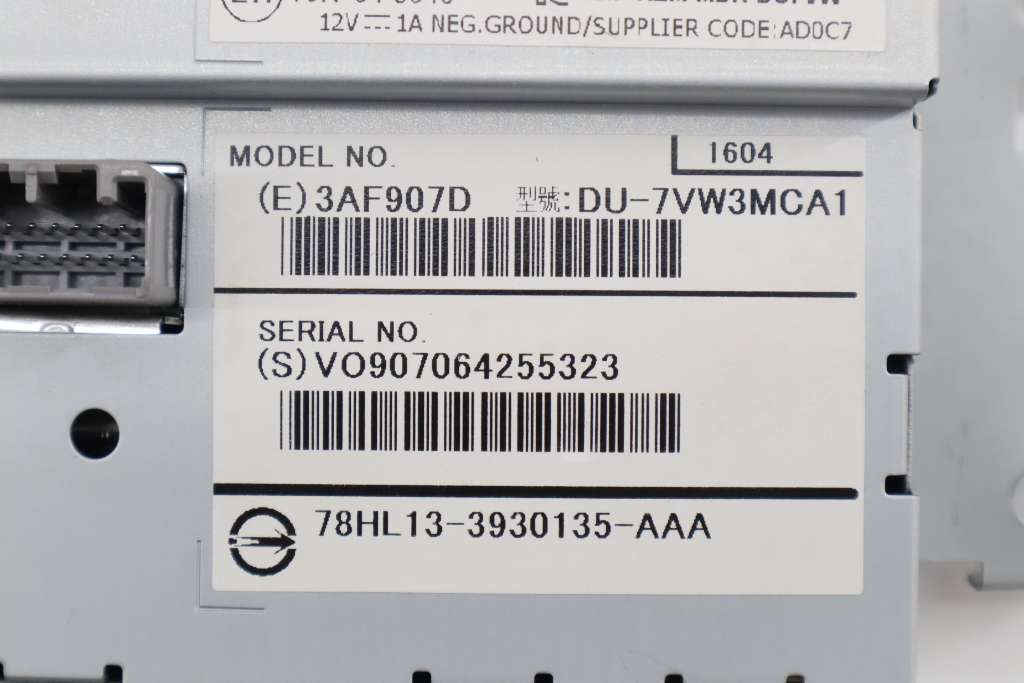 12V⎓1A NEG.GROUND/SUPPLIER CODE:AD0C7
MODEL NO.
1604
(E)3AF907D 型號:DU-7VW3MCA1
SERIAL NO.
(S)VO907064255323
78HL13-3930135-AAA